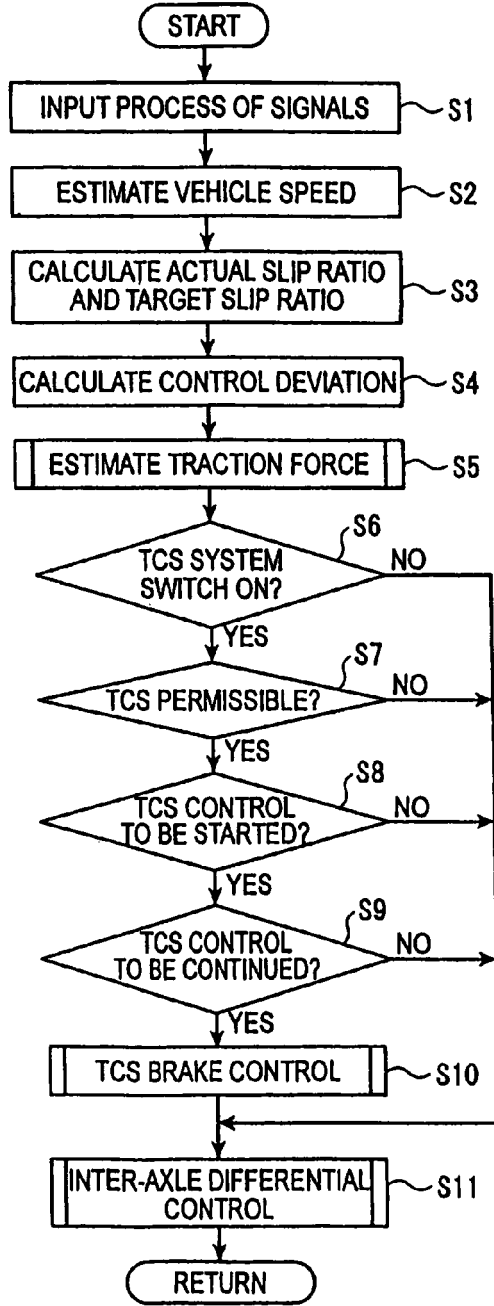 START
INPUT PROCESS OF SIGNALS
S1
ESTIMATE VEHICLE SPEED
S2
CALCULATE ACTUAL SLIP RATIO
AND TARGET SLIP RATIO
S3
CALCULATE CONTROL DEVIATION
S4
ESTIMATE TRACTION FORCE
S5
S6
TCS SYSTEM
SWITCH ON?
NO
YES
S7
TCS PERMISSIBLE?
NO
YES
S8
TCS CONTROL
TO BE STARTED?
NO
YES
S9
TCS CONTROL
TO BE CONTINUED?
NO
YES
TCS BRAKE CONTROL
S10
INTER-AXLE DIFFERENTIAL
CONTROL
S11
RETURN